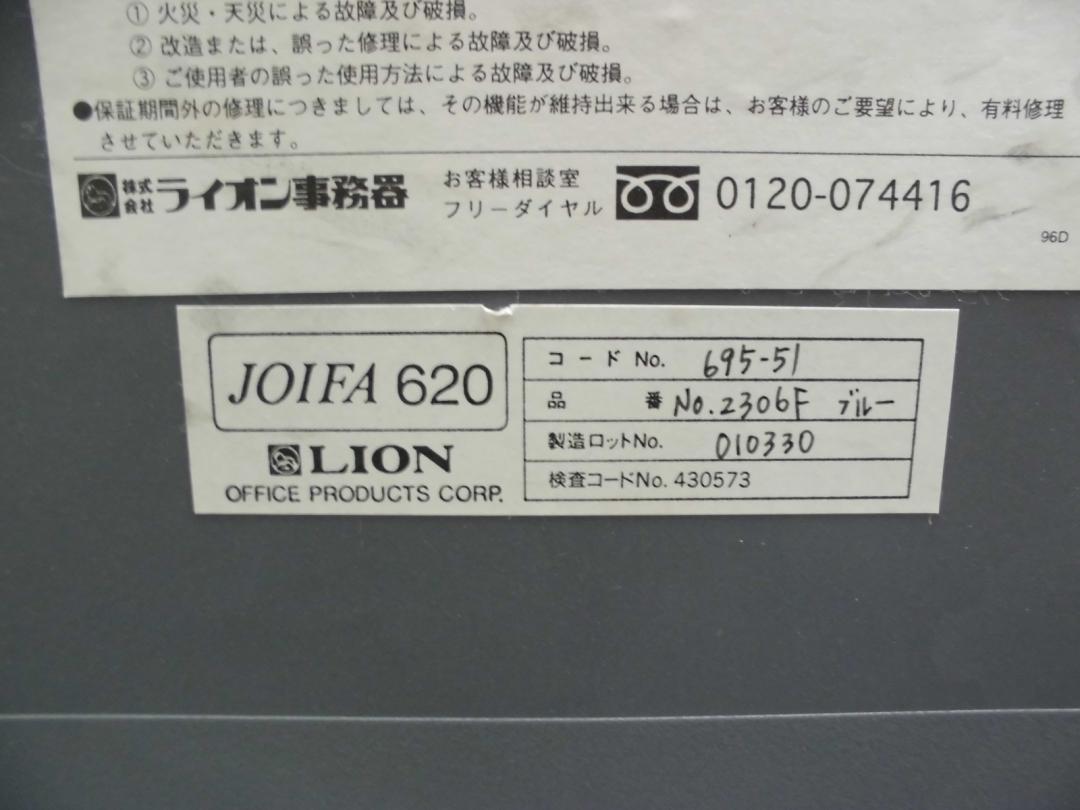 ① 火災・天災による故障及び破損。
② 改造または、誤った修理による故障及び破損。
③ ご使用者の誤った使用方法による故障及び破損。
●保証期間外の修理につきましては、その機能が維持出来る場合は、お客様のご要望により、有料修理
させていただきます。
株式会社 ライオン事務器
お客様相談室
フリーダイヤル
0120-074416
96D
JOIFA 620
LION
OFFICE PRODUCTS CORP.
コードNo. 695-51
品番 No.2306F ブルー
製造ロットNo. 010330
検査コードNo. 430573